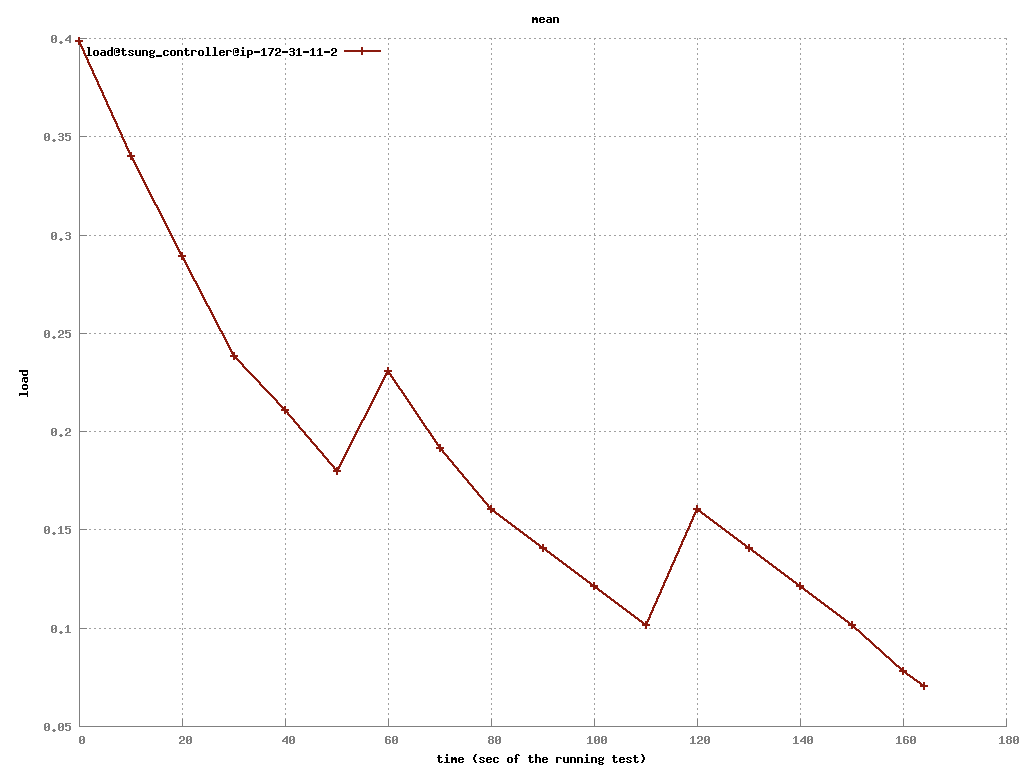 mean
0.4
load@tsung_controller@ip-172-31-11-2
0.35
0.3
0.25
load
0.2
0.15
0.1
0.05
0 20 40 60 80 100 120 140 160 180
time (sec of the running test)